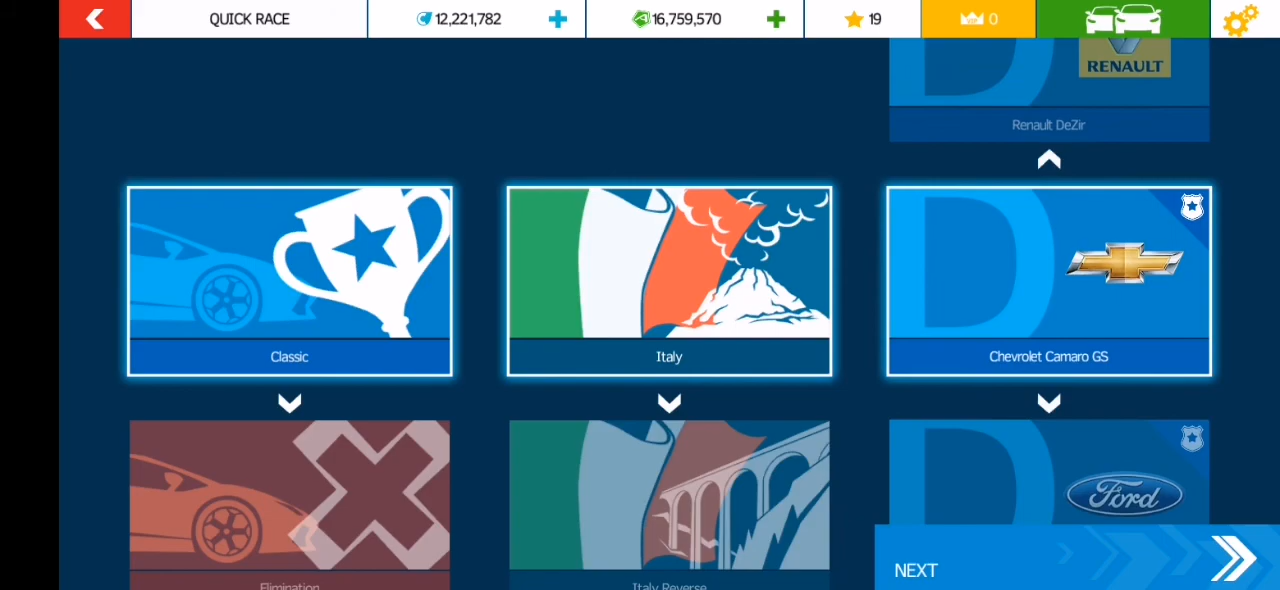 QUICK RACE
12,221,782
16,759,570
19
0
RENAULT
Renault DeZir
Classic
Italy
D
Chevrolet Camaro GS
Elimination
Italy Reverse
D
Ford
NEXT